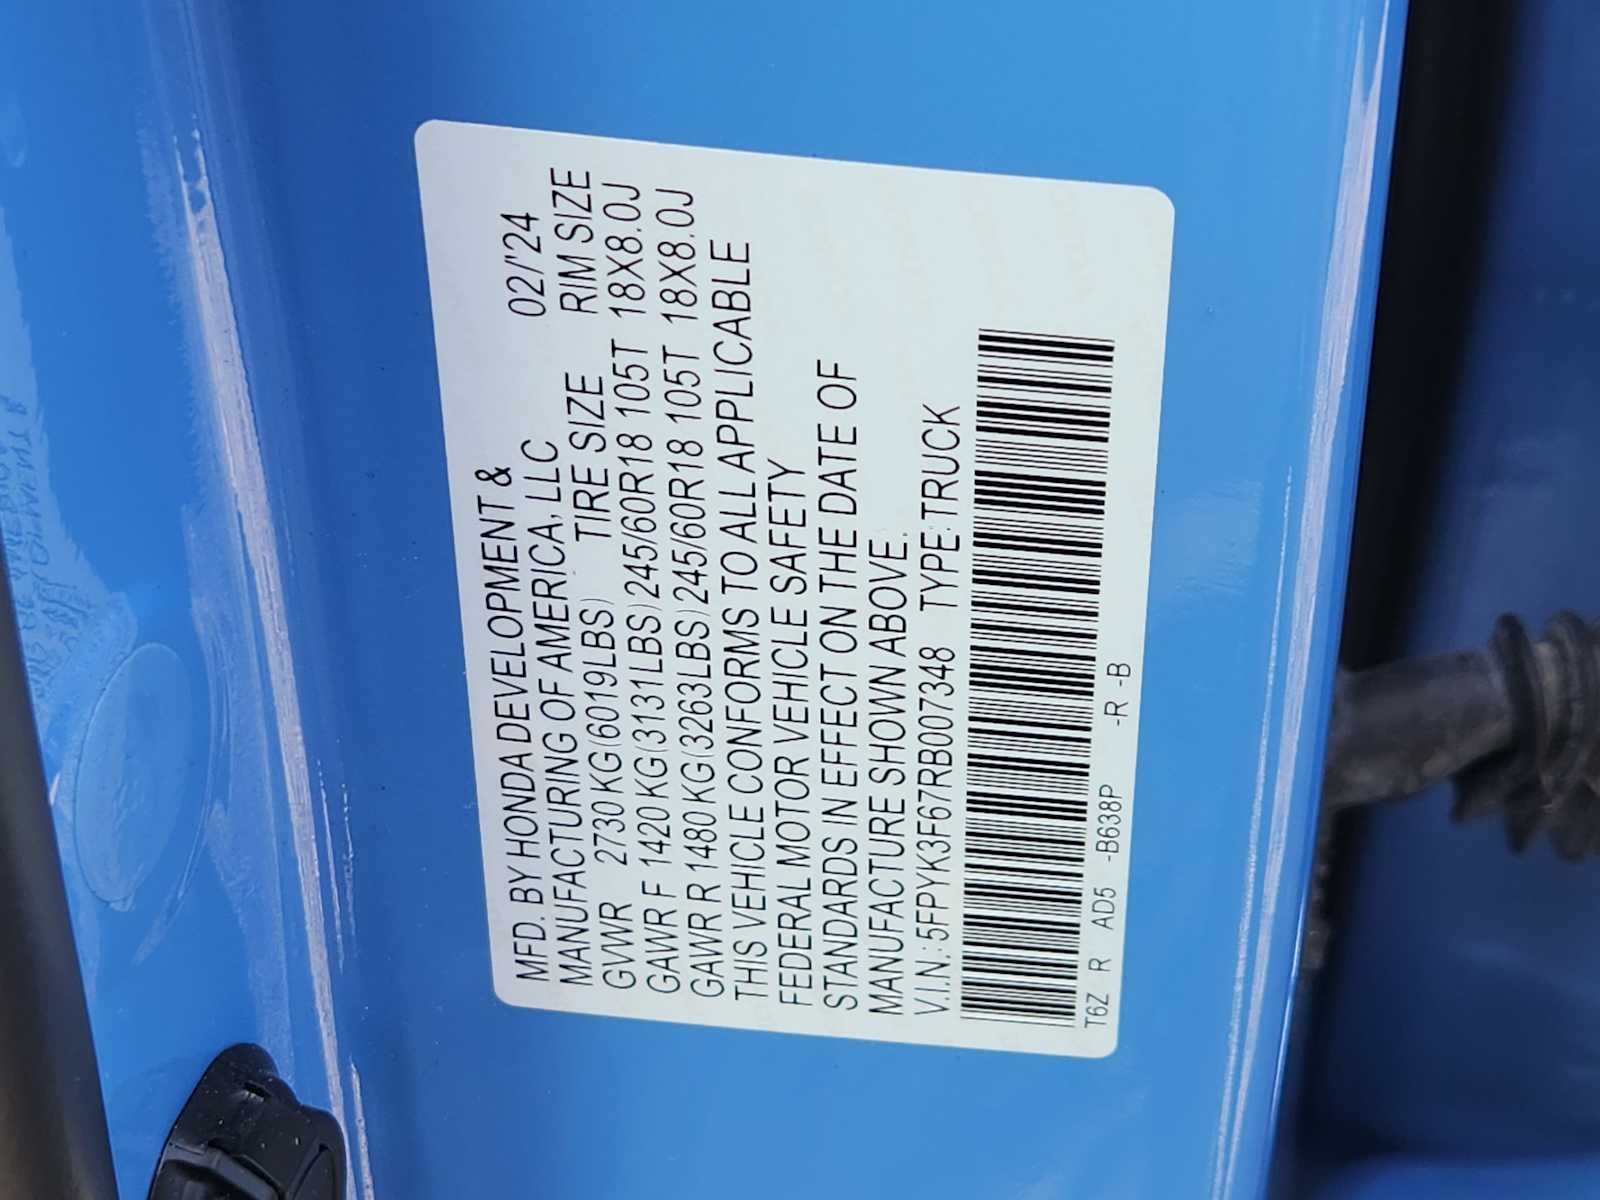 MFD. BY HONDA DEVELOPMENT &
MANUFACTURING OF AMERICA, LLC 02/'24
GVWR 2730 KG (6019LBS) TIRE SIZE RIM SIZE
GAWR F 1420 KG (3131LBS) 245/60R18 105T 18X8.0J
GAWR R 1480 KG (3263LBS) 245/60R18 105T 18X8.0J
THIS VEHICLE CONFORMS TO ALL APPLICABLE
FEDERAL MOTOR VEHICLE SAFETY
STANDARDS IN EFFECT ON THE DATE OF
MANUFACTURE SHOWN ABOVE.
V.I.N.: 5FPYK3F67RB007348 TYPE: TRUCK
T6Z R AD5 -B638P -R -B